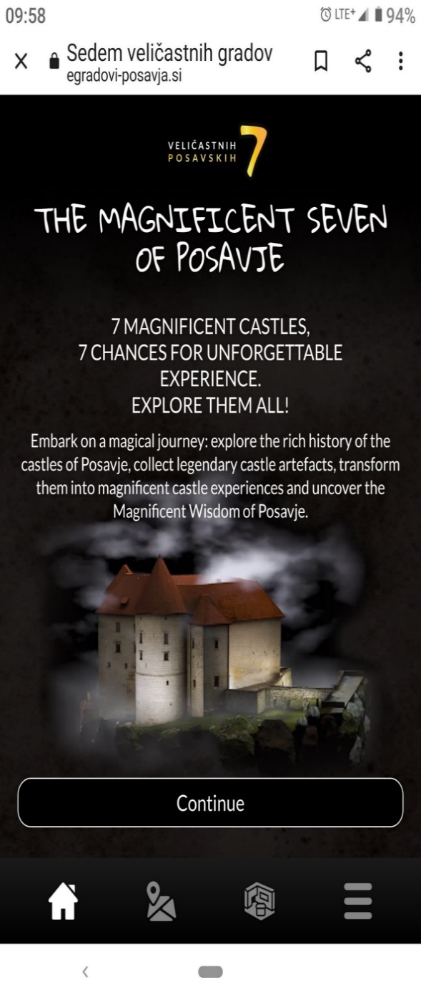 09:58 LTE+ 94%
Sedem veličastnih gradov
egradovi-posavja.si
VELIČASTNIH
POSAVSKIH 7
THE MAGNIFICENT SEVEN
OF POSAVJE
7 MAGNIFICENT CASTLES,
7 CHANCES FOR UNFORGETTABLE
EXPERIENCE.
EXPLORE THEM ALL!
Embark on a magical journey: explore the rich history of the
castles of Posavje, collect legendary castle artefacts, transform
them into magnificent castle experiences and uncover the
Magnificent Wisdom of Posavje.
Continue